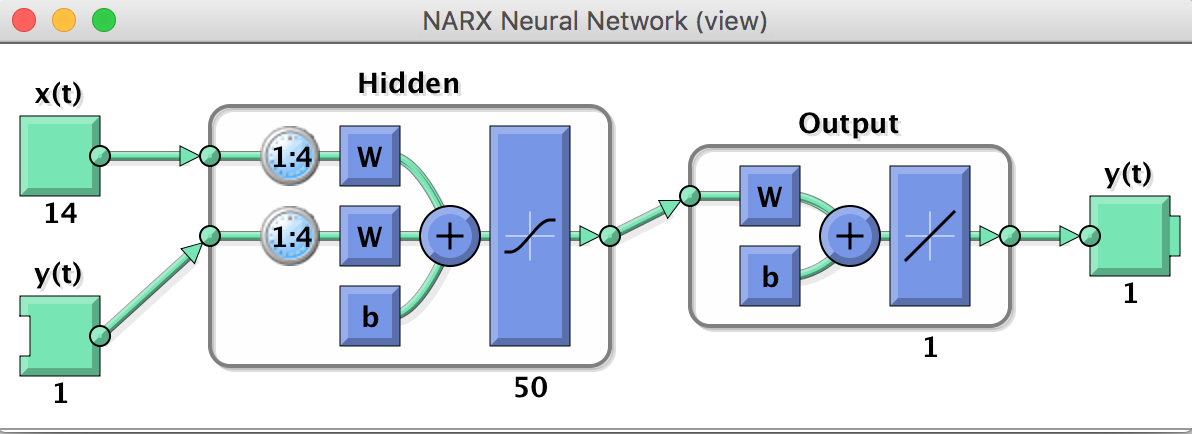 NARX Neural Network (view)
Hidden
x(t)
14
1:4
W
y(t)
1
1:4
W
b
+
50
Output
W
b
+
1
y(t)
1